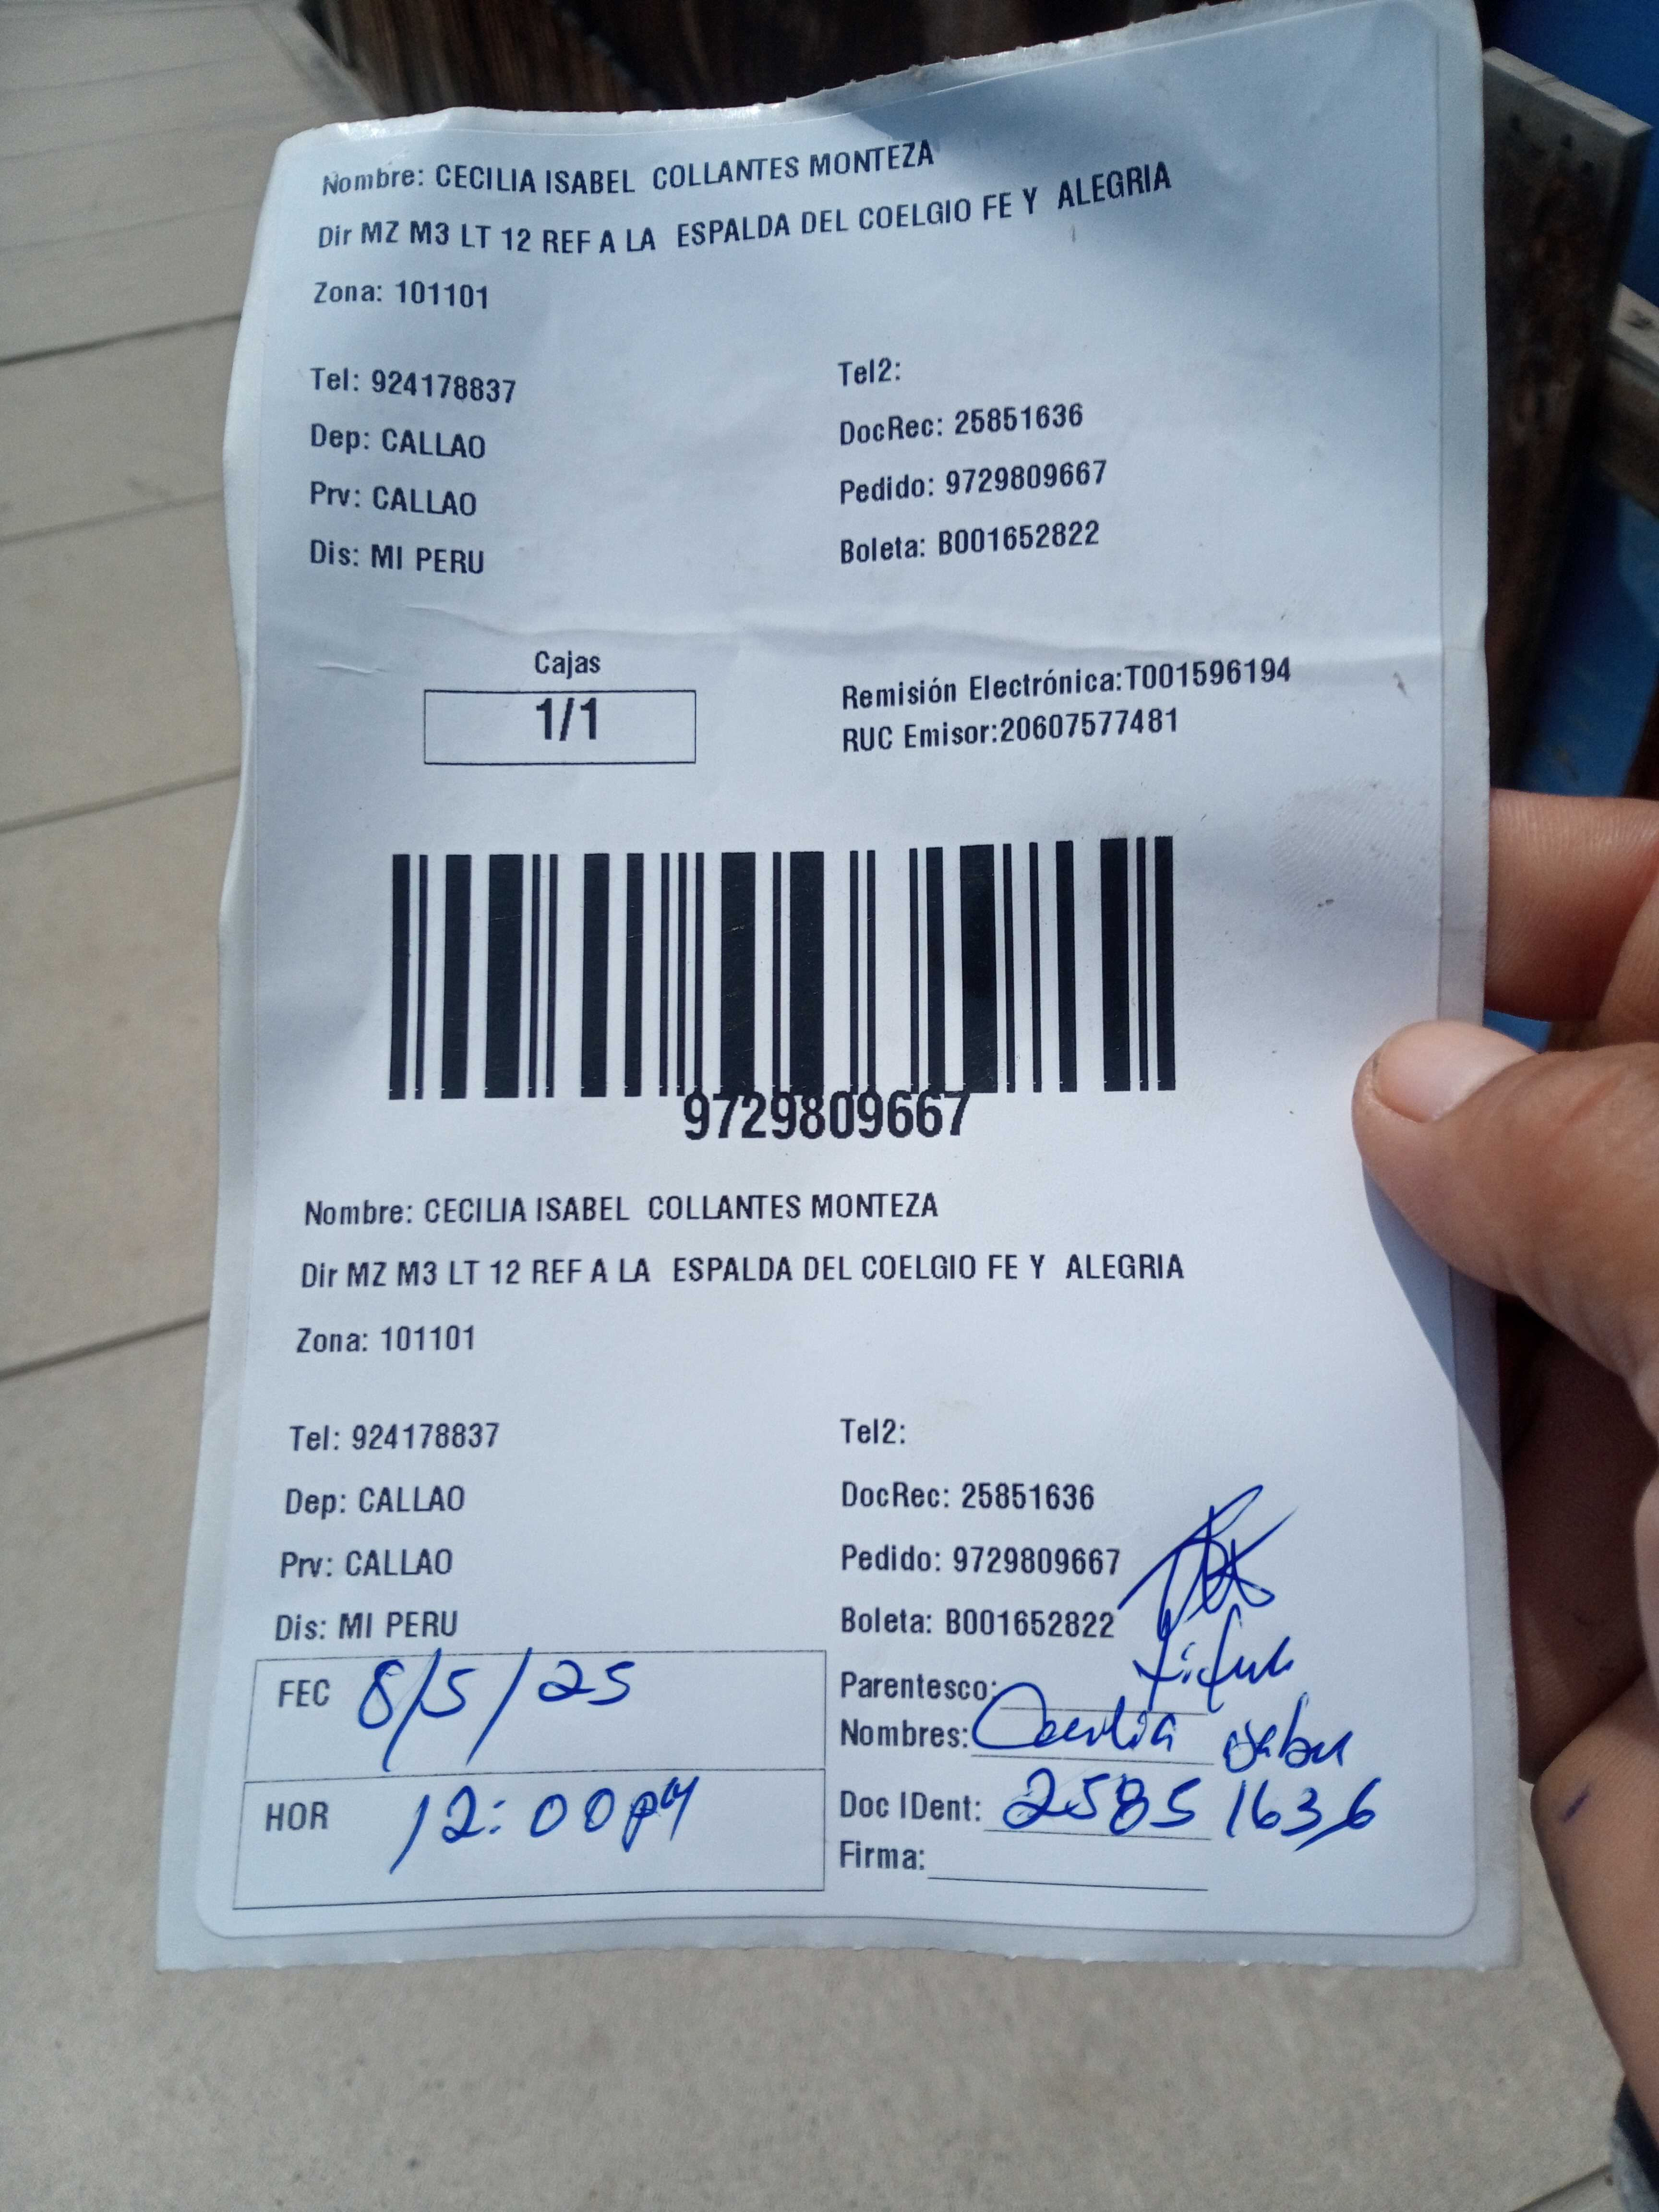 Nombre: CECILIA ISABEL COLLANTES MONTEZA
Dir MZ M3 LT 12 REF A LA ESPALDA DEL COELGIO FE Y ALEGRIA
Zona: 101101
Tel: 924178837
Tel2:
Dep: CALLAO
DocRec: 25851636
Prv: CALLAO
Pedido: 9729809667
Dis: MI PERU
Boleta: B001652822
Cajas
1/1
Remisión Electrónica:T001596194
RUC Emisor:20607577481
9729809667
Nombre: CECILIA ISABEL COLLANTES MONTEZA
Dir MZ M3 LT 12 REF A LA ESPALDA DEL COELGIO FE Y ALEGRIA
Zona: 101101
Tel: 924178837
Tel2:
Dep: CALLAO
DocRec: 25851636
Prv: CALLAO
Pedido: 9729809667
Dis: MI PERU
Boleta: B001652822
FEC 8/5/25
Parentesco:
Nombres: Cecilia
HOR 12:00 PM
Doc IDent: 25851636
Firma: